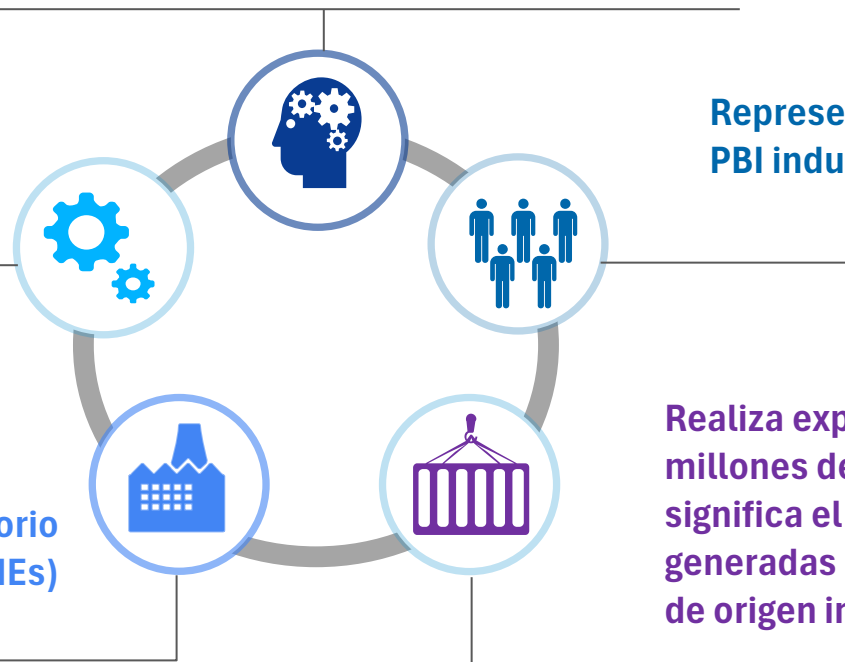 Represe
PBI indu
Realiza exp
millones de
significa el
generadas
de origen in
orio
IEs)